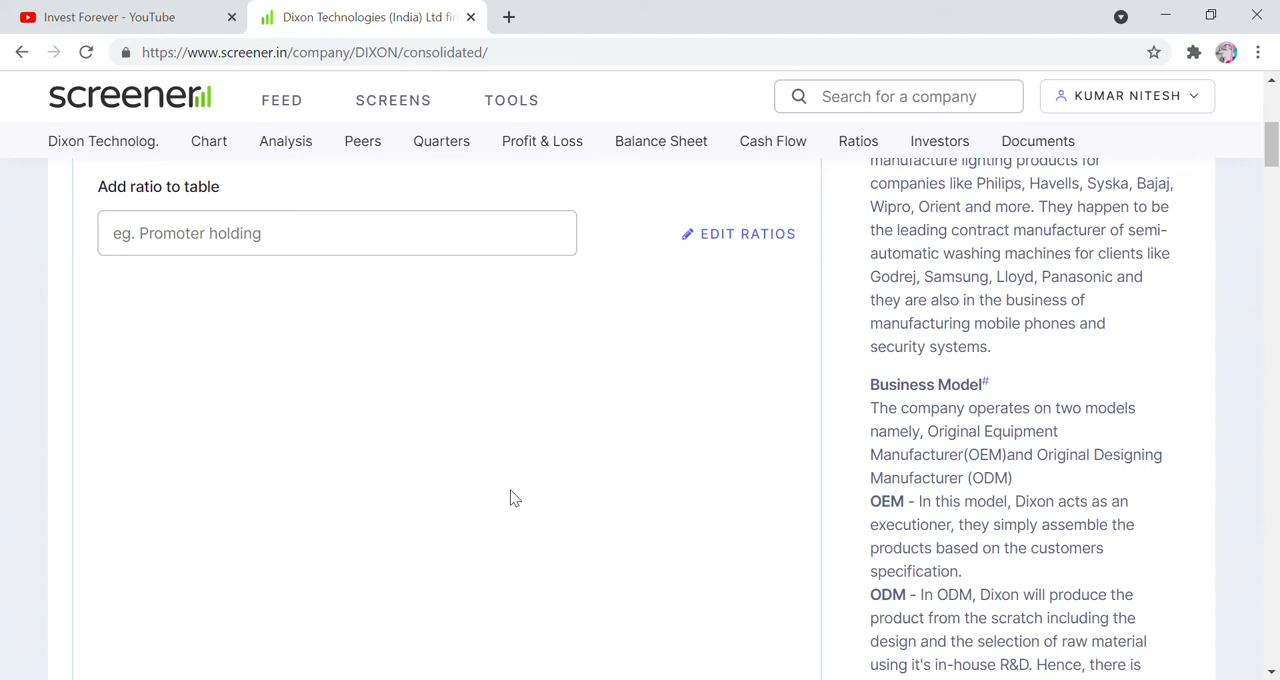 Invest Forever - YouTube
Dixon Technologies (India) Ltd fin
https://www.screener.in/company/DIXON/consolidated/
screener
FEED
SCREENS
TOOLS
Search for a company
KUMAR NITESH
Dixon Technolog.
Chart
Analysis
Peers
Quarters
Profit & Loss
Balance Sheet
Cash Flow
Ratios
Investors
Documents
Add ratio to table
eg. Promoter holding
EDIT RATIOS
manufacture lighting products for
companies like Philips, Havells, Syska, Bajaj,
Wipro, Orient and more. They happen to be
the leading contract manufacturer of semi-
automatic washing machines for clients like
Godrej, Samsung, Lloyd, Panasonic and
they are also in the business of
manufacturing mobile phones and
security systems.
Business Model#
The company operates on two models
namely, Original Equipment
Manufacturer(OEM)and Original Designing
Manufacturer (ODM)
OEM - In this model, Dixon acts as an
executioner, they simply assemble the
products based on the customers
specification.
ODM - In ODM, Dixon will produce the
product from the scratch including the
design and the selection of raw material
using it's in-house R&D. Hence, there is